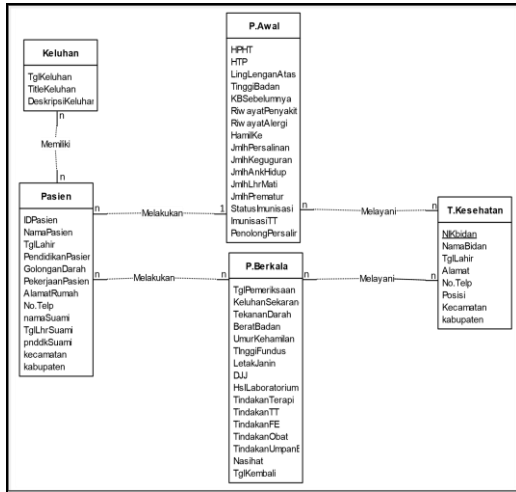 P.Awal
HPHT
HTP
LingLenganAtas
TinggiBadan
KBSebelumnya
RiwayatPenyakit
RiwayatAlergi
HamilKe
JmlhPersalinan
JmlhKeguguran
JmlhAnkHidup
JmlhLhrMati
JmlhPrematur
StatusImunisasi
ImunisasiTT
PenolongPersalir
Keluhan
TglKeluhan
TitleKeluhan
DeskripsiKeluhar
n
Memiliki
n
Pasien
IDPasien
NamaPasien
TglLahir
PendidikanPasier
GolonganDarah
PekerjaanPasien
AlamatRumah
No.Telp
namaSuami
TglLhrSuami
pnddkSuami
kecamatan
kabupaten
n
Melakukan
1
n
Melayani
n
T.Kesehatan
NIKbidan
NamaBidan
TglLahir
Alamat
No.Telp
Posisi
Kecamatan
kabupaten
n
Melakukan
n
n
Melayani
n
P.Berkala
TglPemeriksaan
KeluhanSekaran
TekananDarah
BeratBadan
UmurKehamilan
TInggiFundus
LetakJanin
DJJ
HslLaboratorium
TindakanTerapi
TindakanTT
TindakanFE
TindakanObat
TindakanUmpanE
Nasihat
TglKembali